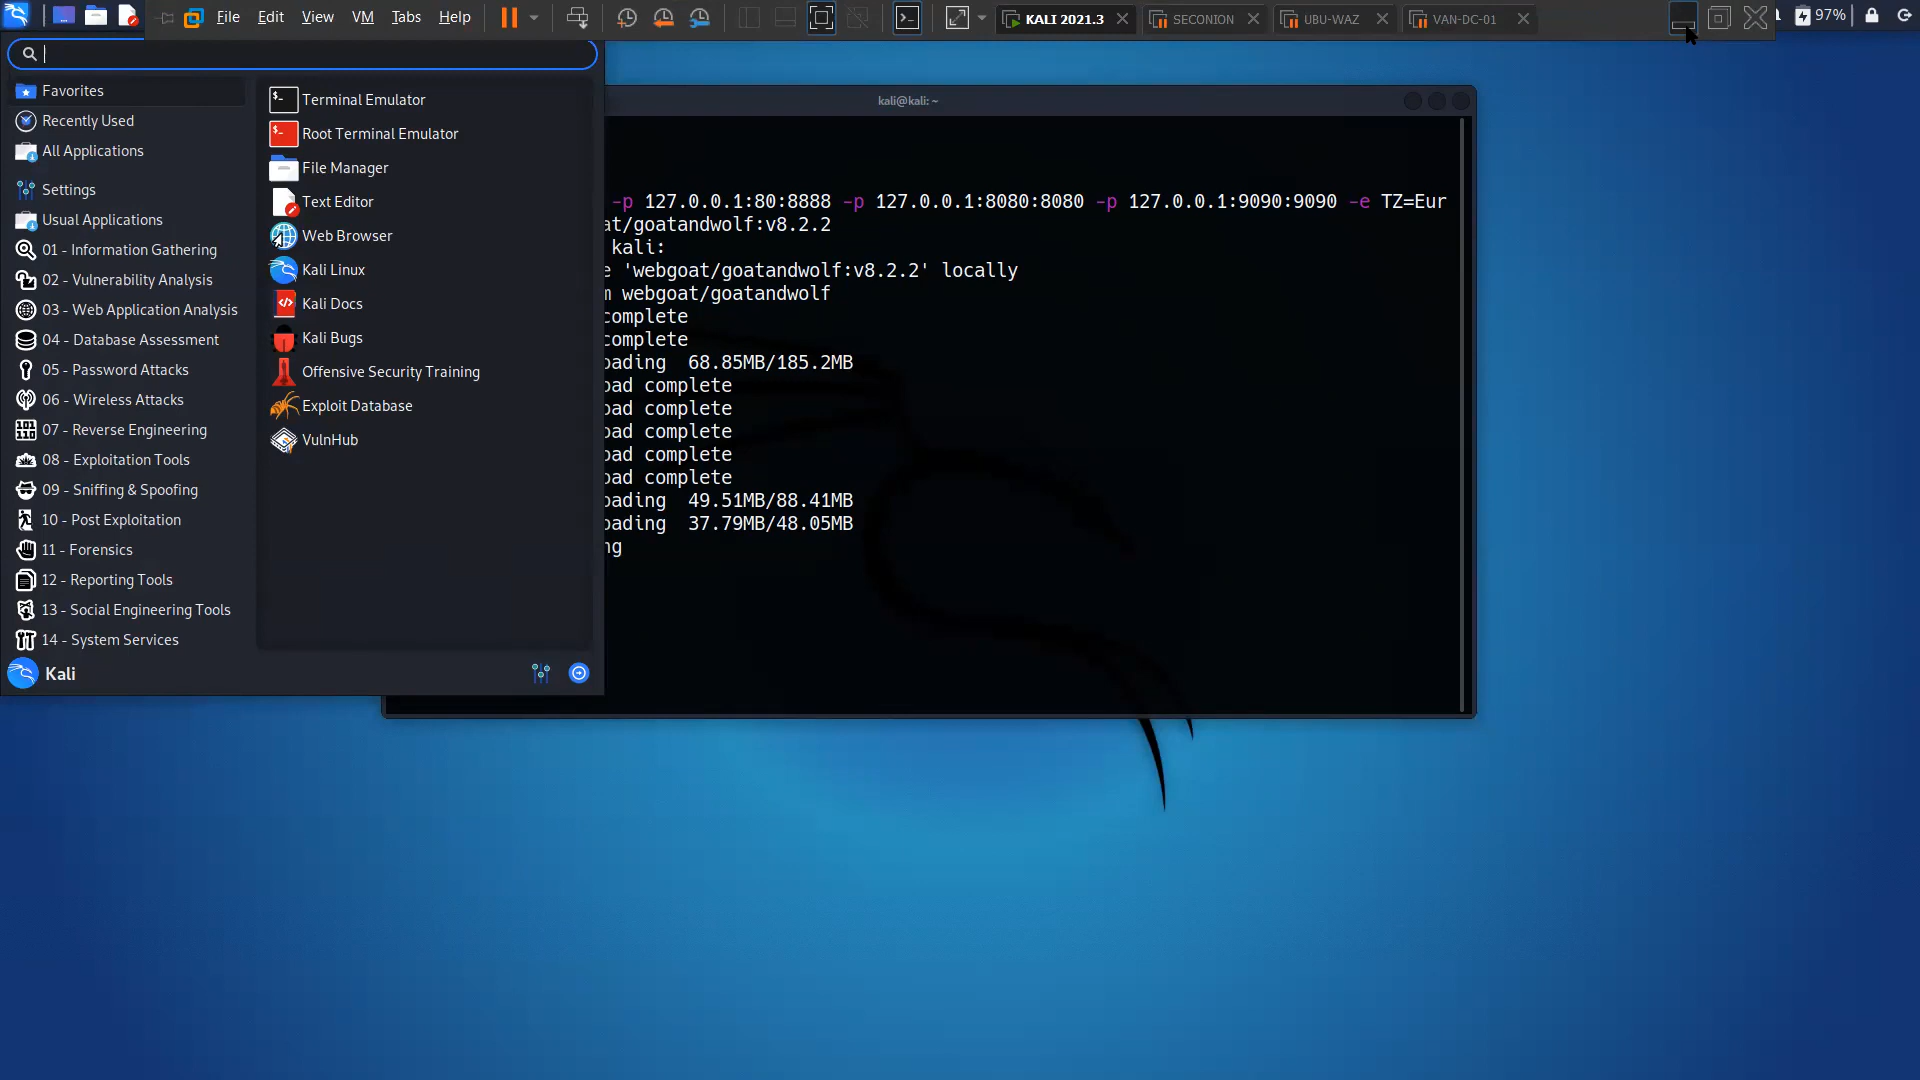 File Edit View VM Tabs Help
KALI 2021.3
SECONION
UBU-WAZ
VAN-DC-01
97%
Favorites
Recently Used
All Applications
Settings
Usual Applications
01 - Information Gathering
02 - Vulnerability Analysis
03 - Web Application Analysis
04 - Database Assessment
05 - Password Attacks
06 - Wireless Attacks
07 - Reverse Engineering
08 - Exploitation Tools
09 - Sniffing & Spoofing
10 - Post Exploitation
11 - Forensics
12 - Reporting Tools
13 - Social Engineering Tools
14 - System Services
Kali
Terminal Emulator
Root Terminal Emulator
File Manager
Text Editor
Web Browser
Kali Linux
Kali Docs
Kali Bugs
Offensive Security Training
Exploit Database
VulnHub
kali@kali: ~
-p 127.0.0.1:80:8888 -p 127.0.0.1:8080:8080 -p 127.0.0.1:9090:9090 -e TZ=Eur
at/goatandwolf:v8.2.2
kali:
e 'webgoat/goatandwolf:v8.2.2' locally
m webgoat/goatandwolf
complete
complete
oading 68.85MB/185.2MB
oad complete
oad complete
oad complete
oad complete
oad complete
oading 49.51MB/88.41MB
oading 37.79MB/48.05MB
ng